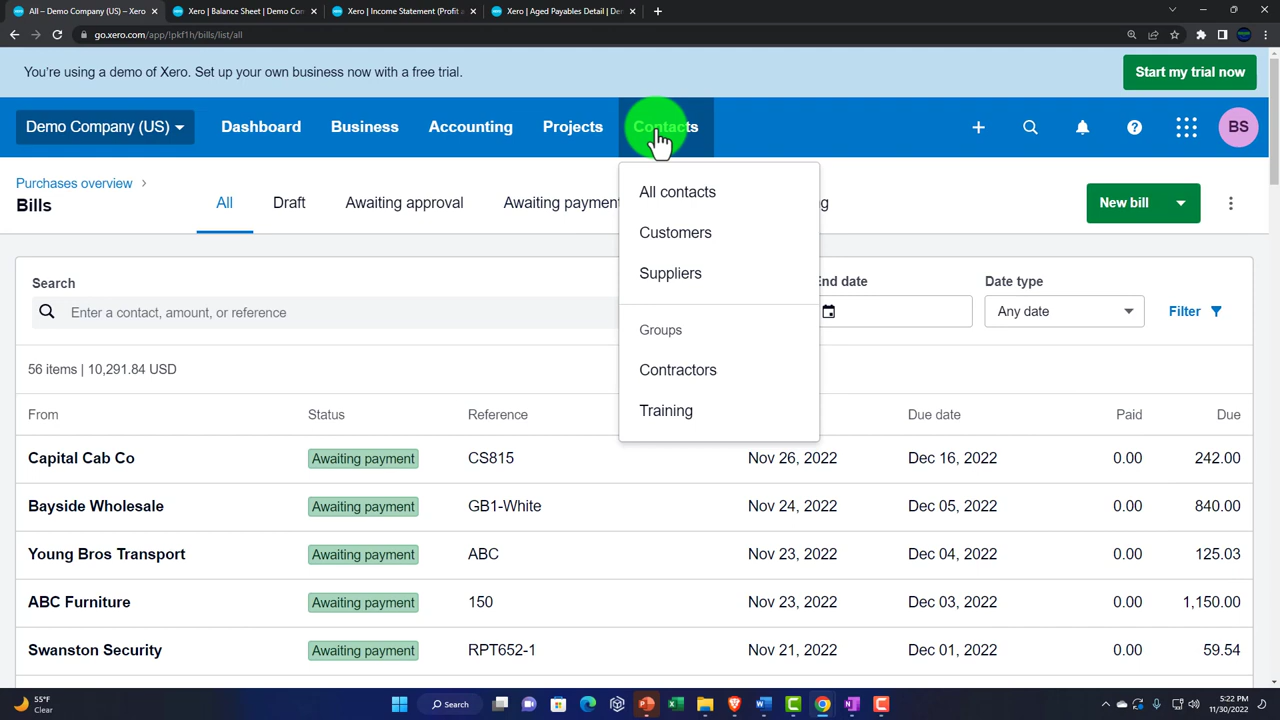 All – Demo Company (US) – Xero
Xero | Balance Sheet | Demo Com
Xero | Income Statement (Profit a
Xero | Aged Payables Detail | Dem
go.xero.com/app/!pkf1h/bills/list/all
You're using a demo of Xero. Set up your own business now with a free trial.
Start my trial now
Demo Company (US)
Dashboard
Business
Accounting
Projects
Contacts
BS
Purchases overview
Bills
All
Draft
Awaiting approval
Awaiting payment
g
New bill
All contacts
Customers
Suppliers
Groups
Contractors
Training
Search
Enter a contact, amount, or reference
End date
Date type
Any date
Filter
56 items | 10,291.84 USD
From Status Reference Due date Paid Due
Capital Cab Co Awaiting payment CS815 Nov 26, 2022 Dec 16, 2022 0.00 242.00
Bayside Wholesale Awaiting payment GB1-White Nov 24, 2022 Dec 05, 2022 0.00 840.00
Young Bros Transport Awaiting payment ABC Nov 23, 2022 Dec 04, 2022 0.00 125.03
ABC Furniture Awaiting payment 150 Nov 23, 2022 Dec 03, 2022 0.00 1,150.00
Swanston Security Awaiting payment RPT652-1 Nov 21, 2022 Dec 01, 2022 0.00 59.54
55°F
Clear
Search
5:22 PM
11/30/2022